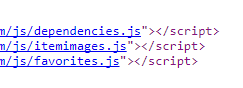 m/js/dependencies.js"></script>
m/js/itemimages.js"></script>
m/js/favorites.js"></script>